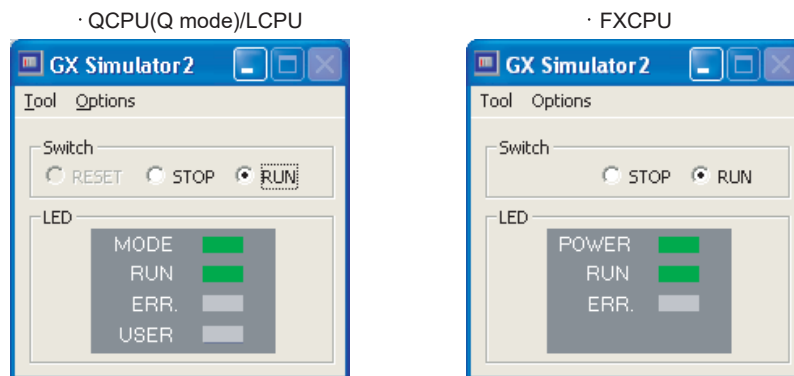 · QCPU(Q mode)/LCPU
GX Simulator2
Tool Options
Switch
RESET STOP RUN
LED
MODE
RUN
ERR.
USER
· FXCPU
GX Simulator2
Tool Options
Switch
STOP RUN
LED
POWER
RUN
ERR.